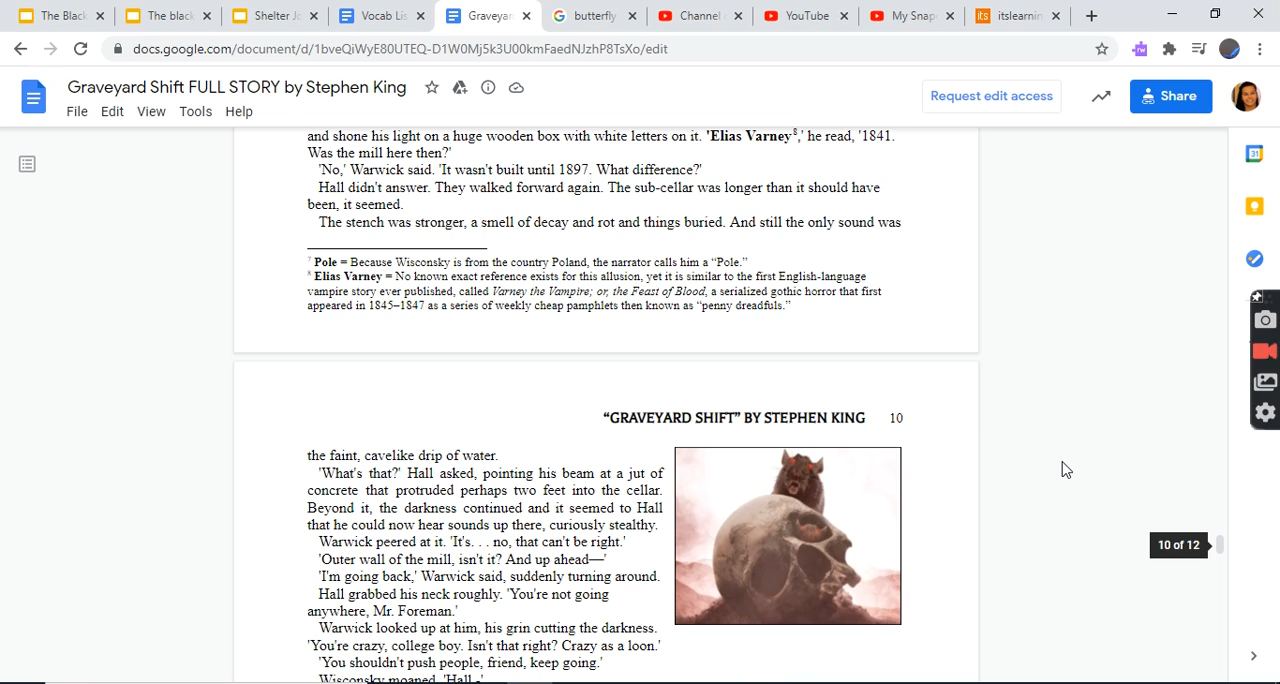 The Black
The black
Shelter Jo
Vocab Lis
Graveyar
butterfly
Channel c
YouTube
My Snap
its itslearnin
docs.google.com/document/d/1bveQiWyE80UTEQ-D1W0Mj5k3U00kmFaedNJzhP8TsXo/edit
rw
Graveyard Shift FULL STORY by Stephen King
File Edit View Tools Help
Request edit access
Share
31
and shone his light on a huge wooden box with white letters on it. 'Elias Varney⁸,' he read, '1841.
Was the mill here then?'
'No,' Warwick said. 'It wasn't built until 1897. What difference?'
Hall didn't answer. They walked forward again. The sub-cellar was longer than it should have
been, it seemed.
The stench was stronger, a smell of decay and rot and things buried. And still the only sound was
⁷ Pole = Because Wisconsky is from the country Poland, the narrator calls him a “Pole.”
⁸ Elias Varney = No known exact reference exists for this allusion, yet it is similar to the first English-language
vampire story ever published, called Varney the Vampire; or, the Feast of Blood, a serialized gothic horror that first
appeared in 1845–1847 as a series of weekly cheap pamphlets then known as “penny dreadfuls.”
“GRAVEYARD SHIFT” BY STEPHEN KING 10
the faint, cavelike drip of water.
'What's that?' Hall asked, pointing his beam at a jut of
concrete that protruded perhaps two feet into the cellar.
Beyond it, the darkness continued and it seemed to Hall
that he could now hear sounds up there, curiously stealthy.
Warwick peered at it. 'It's. . . no, that can't be right.'
'Outer wall of the mill, isn't it? And up ahead—'
'I'm going back,' Warwick said, suddenly turning around.
Hall grabbed his neck roughly. 'You're not going
anywhere, Mr. Foreman.'
Warwick looked up at him, his grin cutting the darkness.
'You're crazy, college boy. Isn't that right? Crazy as a loon.'
'You shouldn't push people, friend, keep going.'
Wisconsky moaned. 'Hall -'
10 of 12